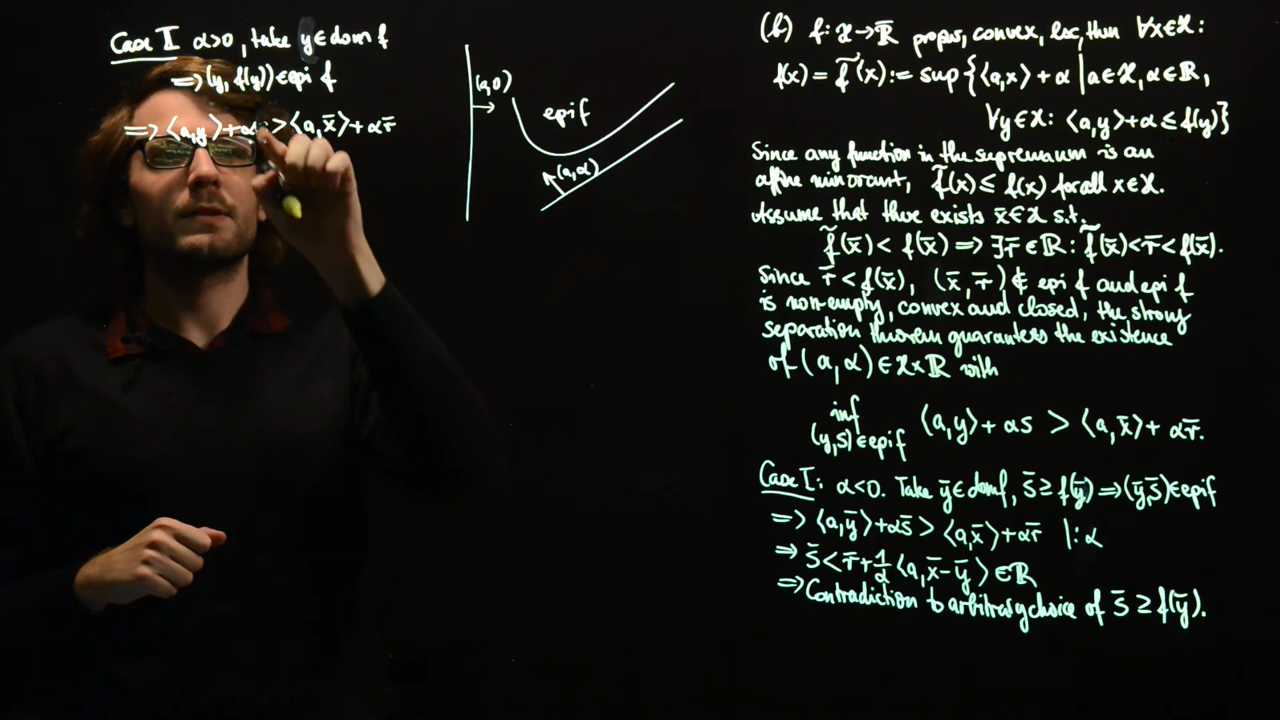 Case II α>0, take y∈dom f
⇒(y, f(y))∈epi f
⇒⟨a,y⟩+α >⟨a,x̄⟩+αr̄
(a,0)
epi f
(a,α)
(b) f: X→R̄ proper, convex, lsc, then ∀x∈X:
f(x) = f̃(x) := sup{⟨a,x⟩+α | a∈X, α∈ℝ,
∀y∈X: ⟨a,y⟩+α ≤ f(y)}
Since any function in the supremum is an
affine minorant, f̃(x) ≤ f(x) for all x∈X.
Assume that there exists x̄∈X s.t.
f̃(x̄) < f(x̄) ⇒ ∃r̄∈ℝ: f̃(x̄)<r̄<f(x̄).
Since r̄<f(x̄), (x̄,r̄)∉ epi f and epi f
is non-empty, convex and closed, the strong
separation theorem guarantees the existence
of (a,α)∈X×ℝ with
inf (y,s)∈epi f ⟨a,y⟩+αs > ⟨a,x̄⟩+αr̄.
Case I: α<0. Take ȳ∈dom f, s̄≥f(ȳ)⇒(ȳ,s̄)∈epi f
⇒⟨a,ȳ⟩+αs̄ > ⟨a,x̄⟩+αr̄ |:α
⇒ s̄<r̄+1/α⟨a,x̄-ȳ⟩∈ℝ
⇒Contradiction to arbitrary choice of s̄≥f(ȳ).